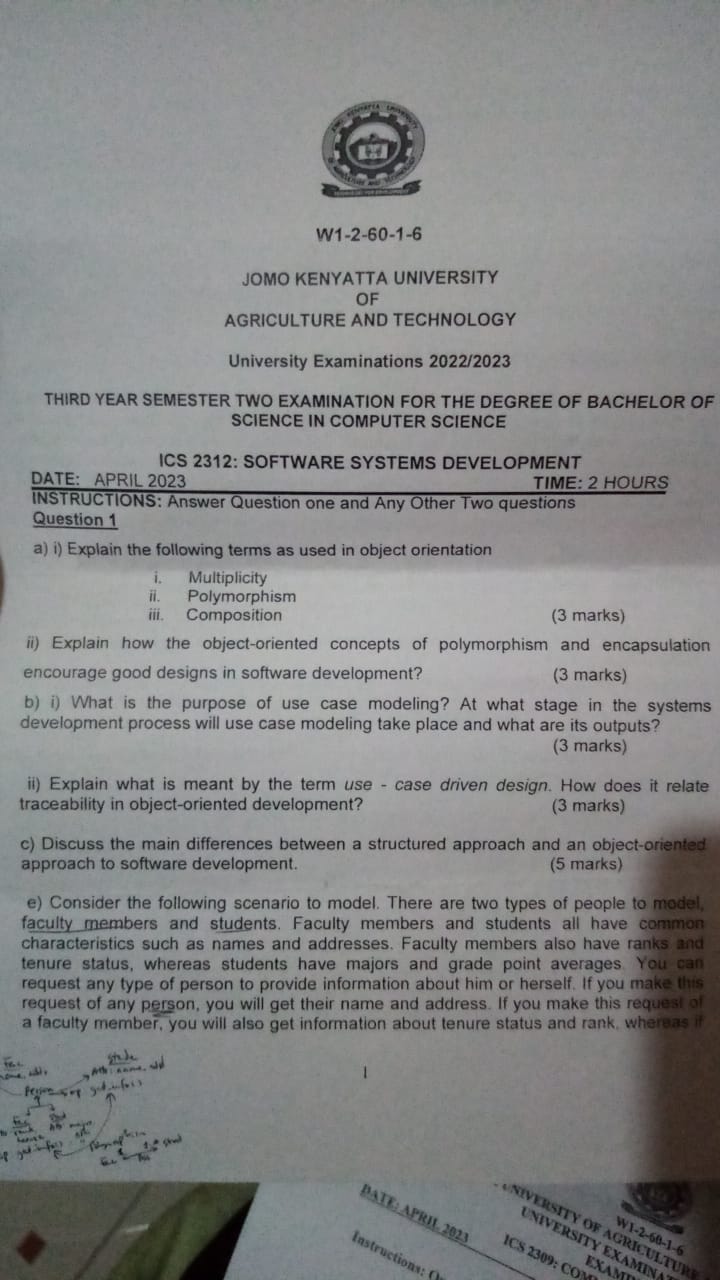 W1-2-60-1-6
JOMO KENYATTA UNIVERSITY
OF
AGRICULTURE AND TECHNOLOGY
University Examinations 2022/2023
THIRD YEAR SEMESTER TWO EXAMINATION FOR THE DEGREE OF BACHELOR OF
SCIENCE IN COMPUTER SCIENCE
ICS 2312: SOFTWARE SYSTEMS DEVELOPMENT
DATE: APRIL 2023 TIME: 2 HOURS
INSTRUCTIONS: Answer Question one and Any Other Two questions
Question 1
a) i) Explain the following terms as used in object orientation
i. Multiplicity
ii. Polymorphism
iii. Composition (3 marks)
ii) Explain how the object-oriented concepts of polymorphism and encapsulation
encourage good designs in software development? (3 marks)
b) i) What is the purpose of use case modeling? At what stage in the systems
development process will use case modeling take place and what are its outputs?
(3 marks)
ii) Explain what is meant by the term use - case driven design. How does it relate
traceability in object-oriented development? (3 marks)
c) Discuss the main differences between a structured approach and an object-oriented
approach to software development. (5 marks)
e) Consider the following scenario to model. There are two types of people to model,
faculty members and students. Faculty members and students all have common
characteristics such as names and addresses. Faculty members also have ranks and
tenure status, whereas students have majors and grade point averages. You can
request any type of person to provide information about him or herself. If you make this
request of any person, you will get their name and address. If you make this request of
a faculty member, you will also get information about tenure status and rank, whereas if
1
Person
DATE: APRIL 2023
Instructions:
W1-2-60-1-6
UNIVERSITY OF AGRICULTURE
UNIVERSITY EXAMINA
EXAM
ICS 2309: COM